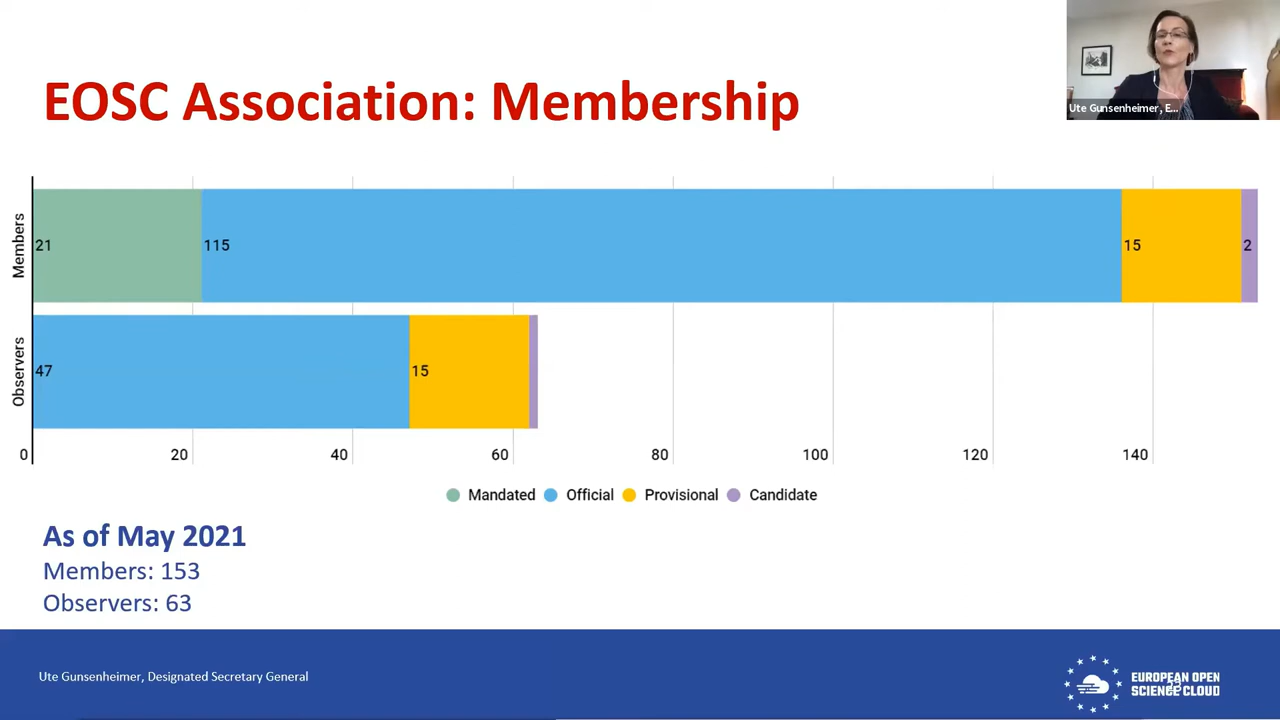 EOSC Association: Membership
Ute Gunsenheimer, E...
Members
21
115
15
2
Observers
47
15
0
20
40
60
80
100
120
140
Mandated
Official
Provisional
Candidate
As of May 2021
Members: 153
Observers: 63
Ute Gunsenheimer, Designated Secretary General
EUROPEAN OPEN
SCIENCE CLOUD